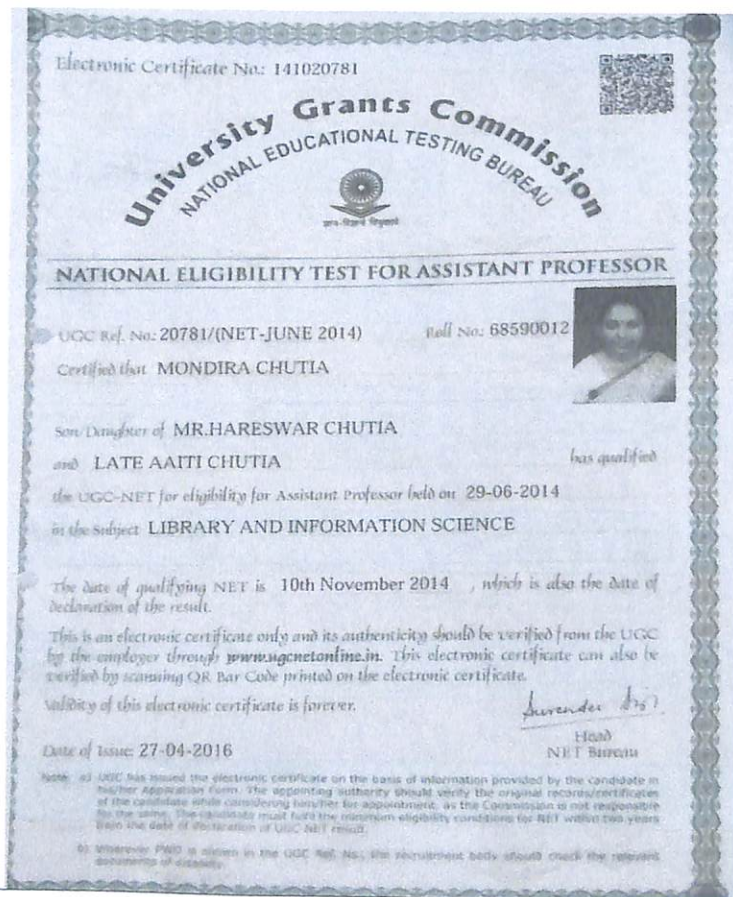 Electronic Certificate No.: 141020781
University Grants Commission
NATIONAL EDUCATIONAL TESTING BUREAU
NATIONAL ELIGIBILITY TEST FOR ASSISTANT PROFESSOR
UGC Ref. No.: 20781/(NET-JUNE 2014) Roll No.: 68590012
Certified that MONDIRA CHUTIA
Son/Daughter of MR.HARESWAR CHUTIA
and LATE AAITI CHUTIA has qualified
the UGC-NET for eligibility for Assistant Professor held on 29-06-2014
in the Subject LIBRARY AND INFORMATION SCIENCE
The date of qualifying NET is 10th November 2014 , which is also the date of
declaration of the result.
This is an electronic certificate only and its authenticity should be verified from the UGC
by the employer through www.ugcnetonline.in. This electronic certificate can also be
verified by scanning QR Bar Code printed on the electronic certificate.
Validity of this electronic certificate is forever.
Date of Issue: 27-04-2016
Head
NET Bureau
Note: a) UGC has issued the electronic certificate on the basis of information provided by the candidate in
his/her Application Form. The appointing authority should verify the original records/certificates
of the candidate while considering him/her for appointment, as the Commission is not responsible
for the same. The candidate must fulfil the minimum eligibility conditions for NET within two years
from the date of declaration of UGC-NET result.
b) Wherever PWD is shown in the UGC Ref. No., the recruitment body should check the relevant
documents of disability.